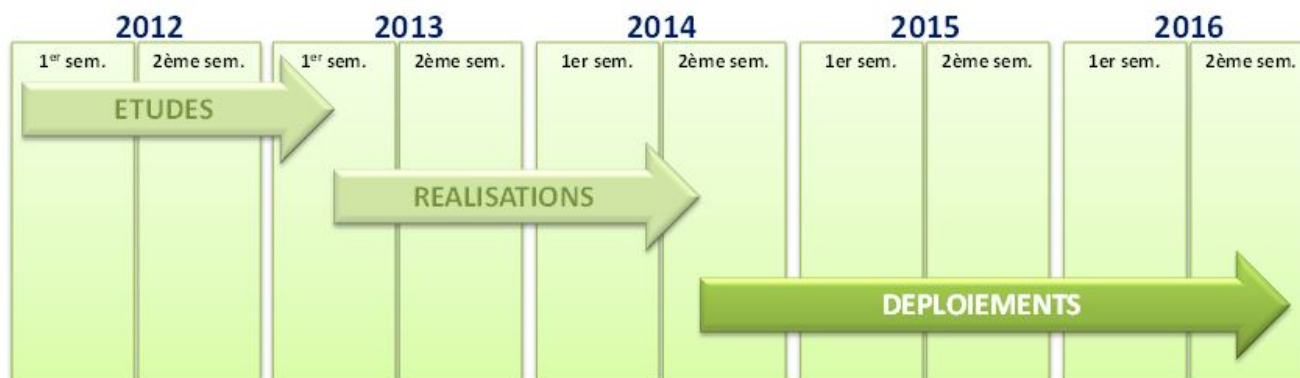 2012 2013 2014 2015 2016
1er sem. 2ème sem. 1er sem. 2ème sem. 1er sem. 2ème sem. 1er sem. 2ème sem. 1er sem. 2ème sem.
ETUDES
REALISATIONS
DEPLOIEMENTS